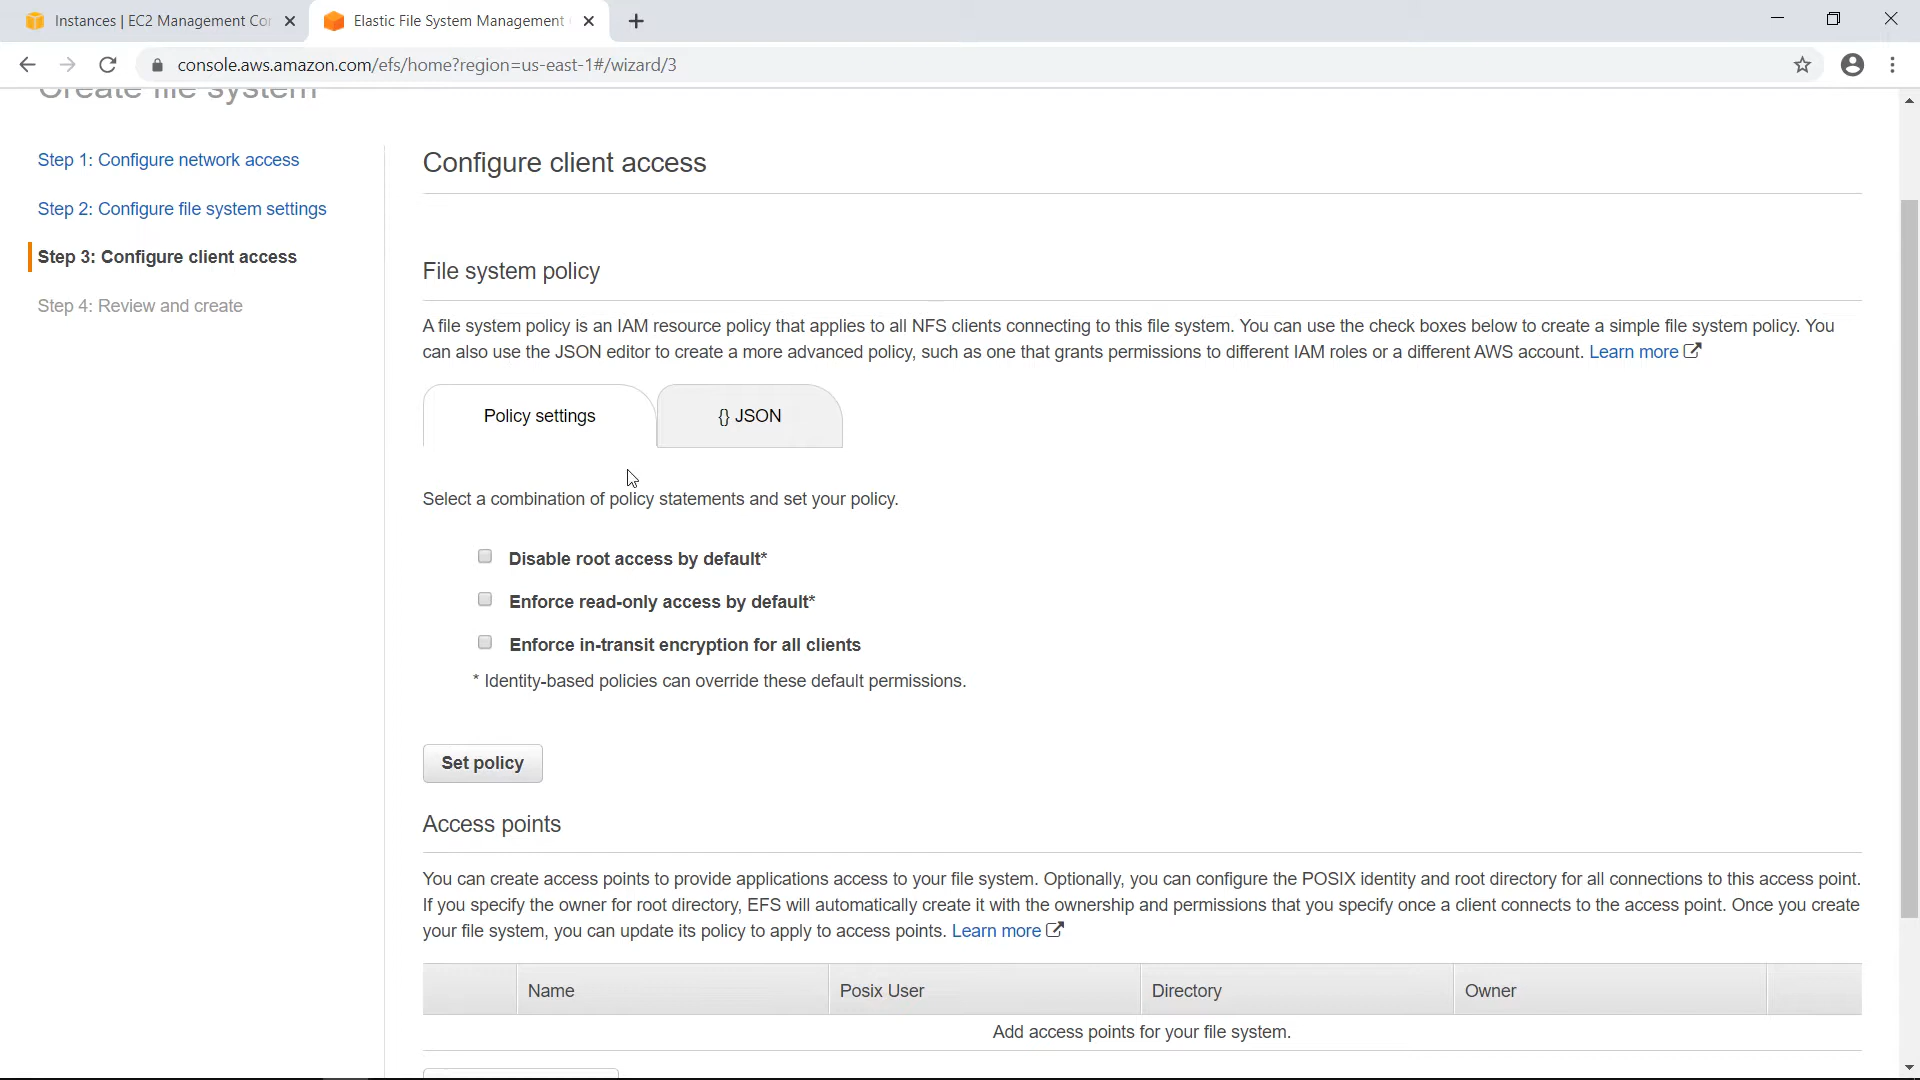 Instances | EC2 Management Co
Elastic File System Management
console.aws.amazon.com/efs/home?region=us-east-1#/wizard/3
Create file system
Step 1: Configure network access
Step 2: Configure file system settings
Step 3: Configure client access
Step 4: Review and create
Configure client access
File system policy
A file system policy is an IAM resource policy that applies to all NFS clients connecting to this file system. You can use the check boxes below to create a simple file system policy. You
can also use the JSON editor to create a more advanced policy, such as one that grants permissions to different IAM roles or a different AWS account. Learn more
Policy settings
{} JSON
Select a combination of policy statements and set your policy.
Disable root access by default*
Enforce read-only access by default*
Enforce in-transit encryption for all clients
* Identity-based policies can override these default permissions.
Set policy
Access points
You can create access points to provide applications access to your file system. Optionally, you can configure the POSIX identity and root directory for all connections to this access point.
If you specify the owner for root directory, EFS will automatically create it with the ownership and permissions that you specify once a client connects to the access point. Once you create
your file system, you can update its policy to apply to access points. Learn more
Name
Posix User
Directory
Owner
Add access points for your file system.